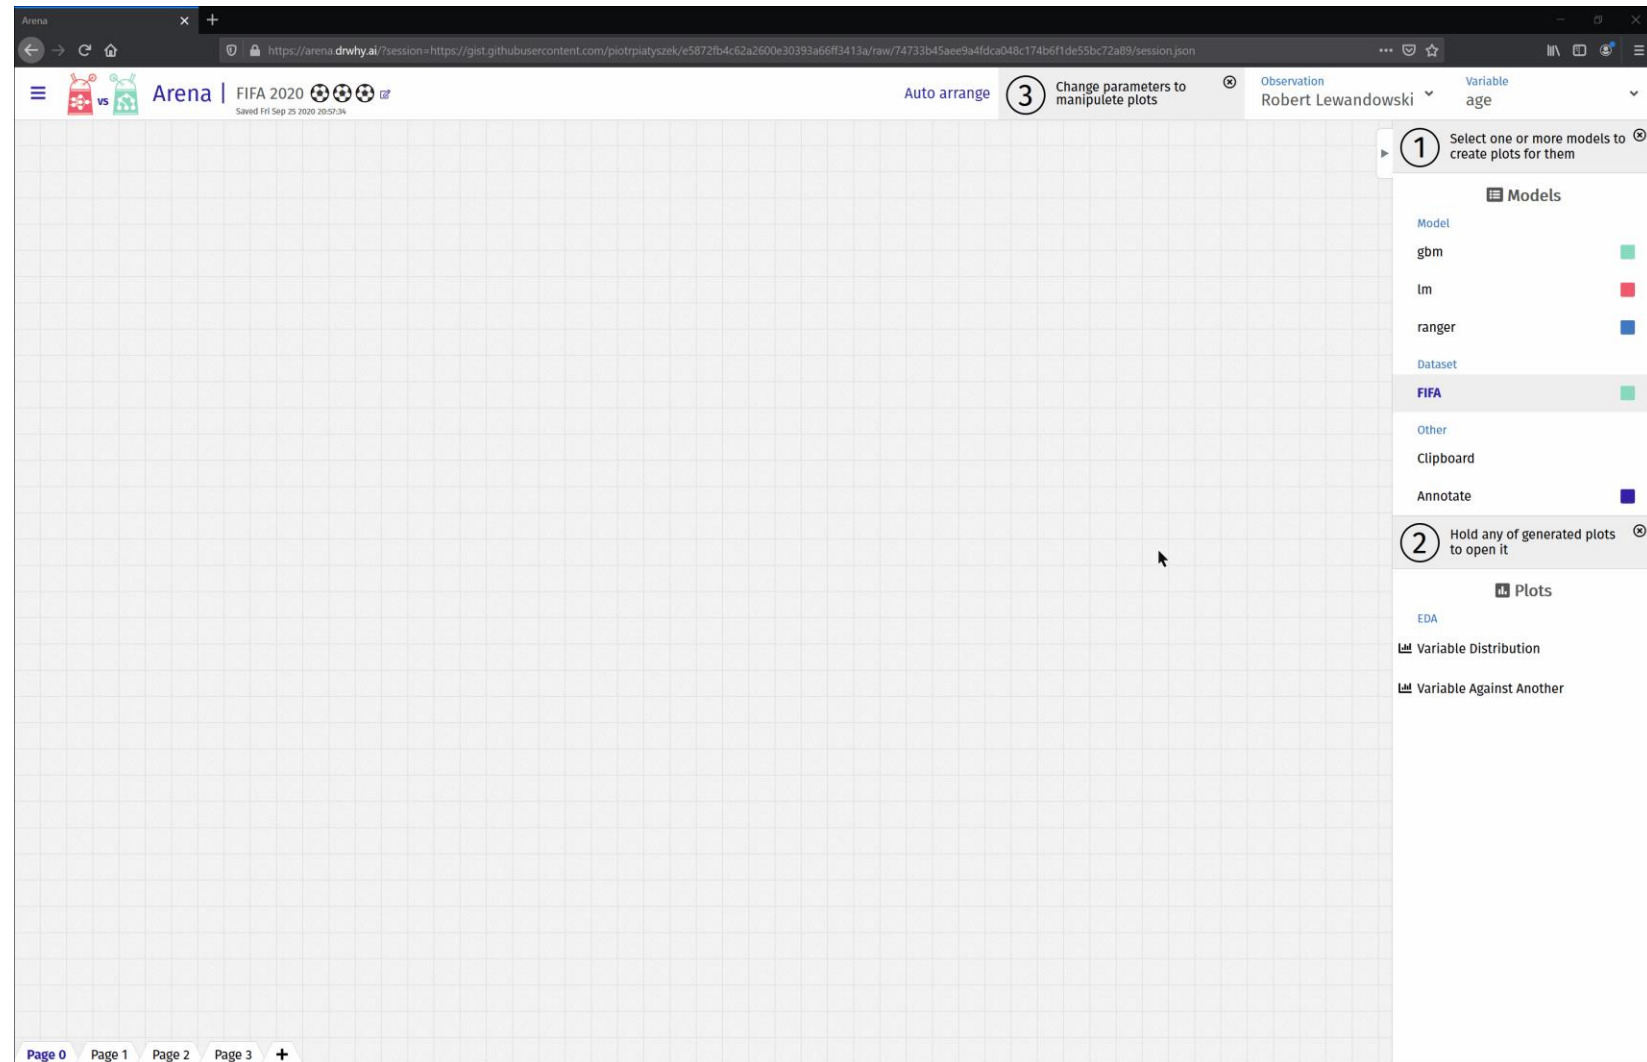 Arena
https://arena.drwhy.ai/?session=https://gist.githubusercontent.com/piotrpiatyszek/e5872fb4c62a2600e30393a66ff3413a/raw/74733b45aee9a4fdca048c174b6f1de55bc72a89/session.json
vs
Arena | FIFA 2020
Saved Fri Sep 25 2020 20:57:34
Auto arrange
3
Change parameters to
manipulete plots
Observation
Robert Lewandowski
Variable
age
1
Select one or more models to
create plots for them
Models
Model
gbm
lm
ranger
Dataset
FIFA
Other
Clipboard
Annotate
2
Hold any of generated plots
to open it
Plots
EDA
Variable Distribution
Variable Against Another
Page 0 Page 1 Page 2 Page 3 +